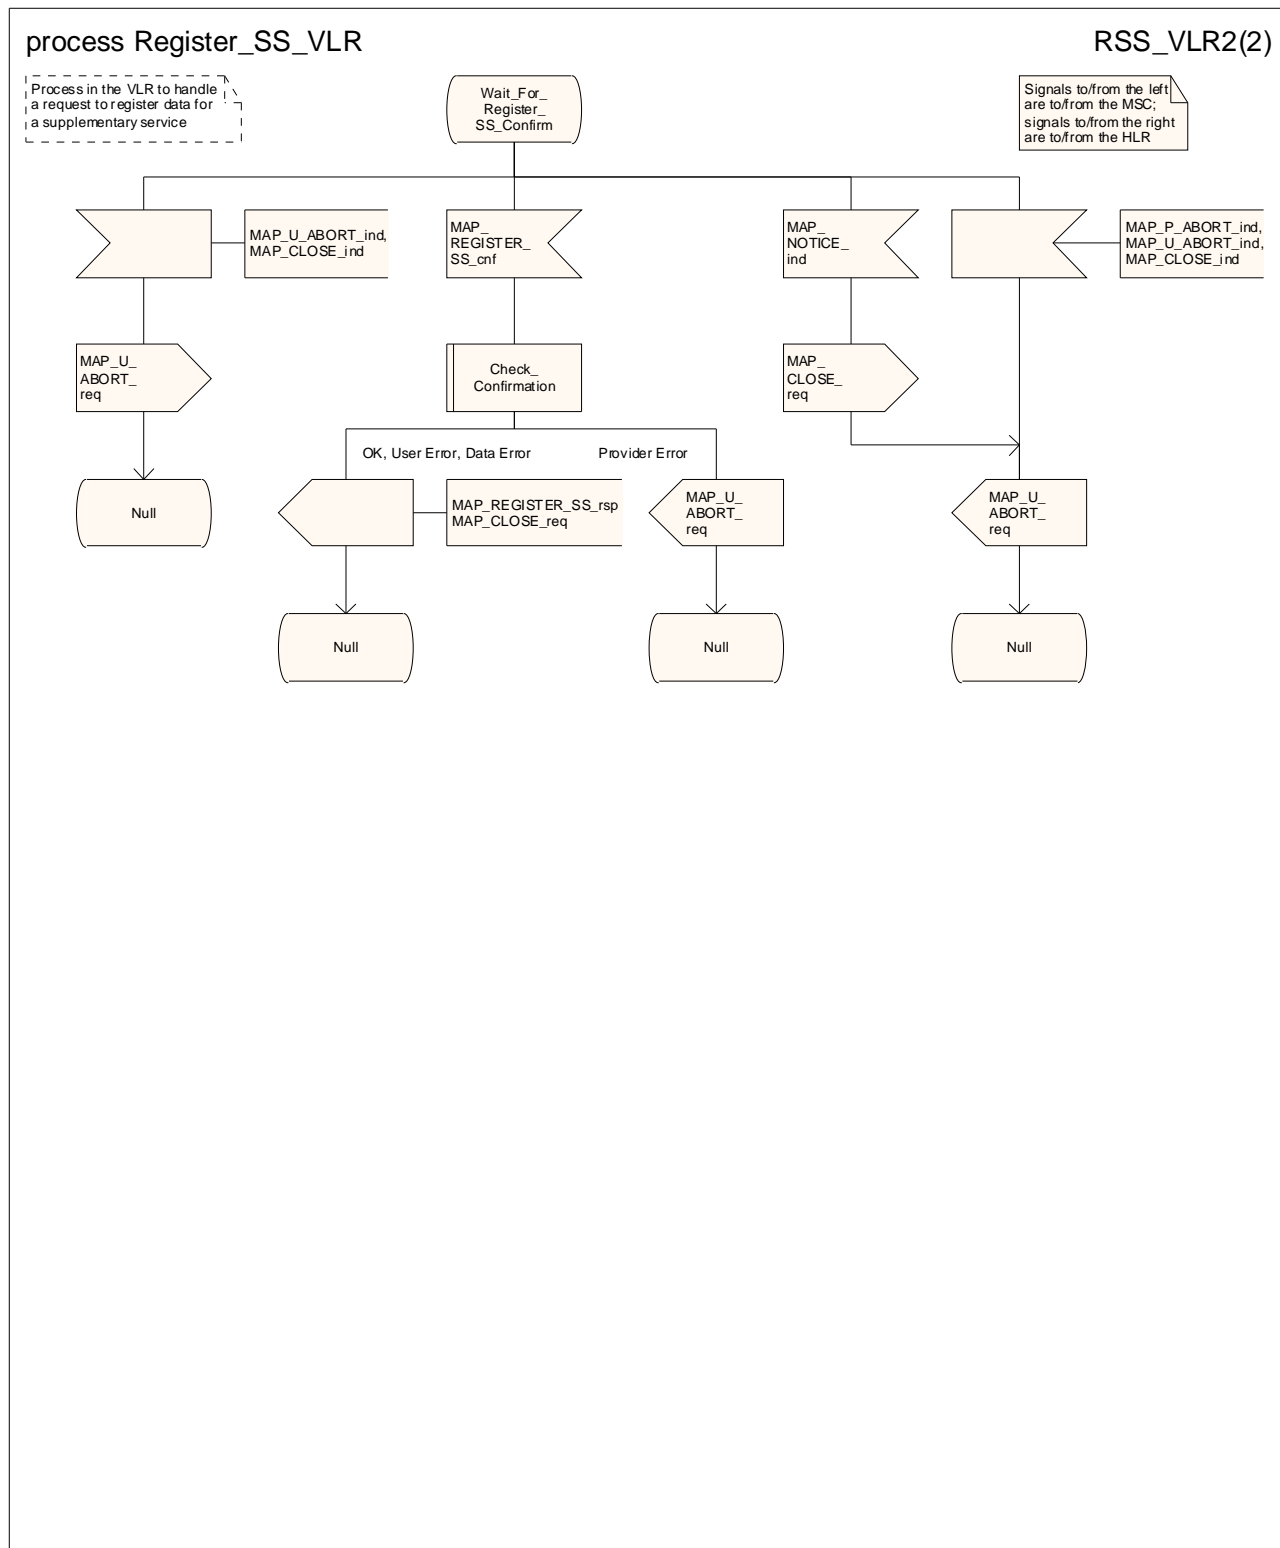 process Register_SS_VLR
RSS_VLR2(2)
Process in the VLR to handle
a request to register data for
a supplementary service
Wait_For_
Register_
SS_Confirm
Signals to/from the left
are to/from the MSC;
signals to/from the right
are to/from the HLR
MAP_U_ABORT_ind,
MAP_CLOSE_ind
MAP_
REGISTER_
SS_cnf
MAP_
NOTICE_
ind
MAP_P_ABORT_ind,
MAP_U_ABORT_ind,
MAP_CLOSE_ind
MAP_U_
ABORT_
req
Check_
Confirmation
MAP_
CLOSE_
req
OK, User Error, Data Error
Provider Error
Null
MAP_REGISTER_SS_rsp
MAP_CLOSE_req
MAP_U_
ABORT_
req
MAP_U_
ABORT_
req
Null
Null
Null